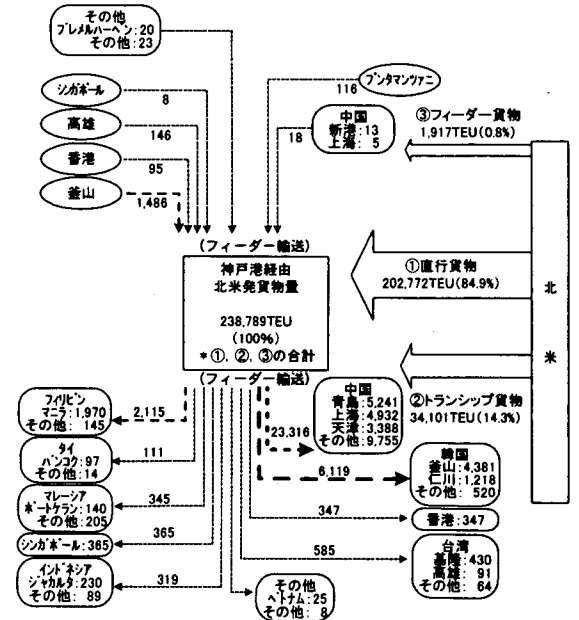 その他
ブレメルハーベン:20
その他:23
シンガポール
8
高雄
146
香港
95
釜山
1,486
プンタマンツァニ
116
中国
新港:13
上海: 5
18
③フィーダー貨物
1,917TEU(0.8%)
(フィーダー輸送)
神戸港経由
北米発貨物量
238,789TEU
(100%)
*①,②,③の合計
(フィーダー輸送)
①直行貨物
202,772TEU(84.9%)
北
米
②トランシップ貨物
34,101TEU(14.3%)
フィリピン
マニラ:1,970
その他: 145
2,115
タイ
バンコク:97
その他:14
111
マレーシア
ポートケラン:140
その他:205
345
シンガポール:365
365
インドネシア
ジャカルタ:230
その他: 89
319
中国
青島:5,241
上海:4,932
天津:3,388
その他:9,755
23,316
韓国
釜山:4,381
仁川:1,218
その他: 520
6,119
香港:347
347
台湾
基隆:430
高雄: 91
その他: 64
585
その他
ベトナム:25
その他: 8